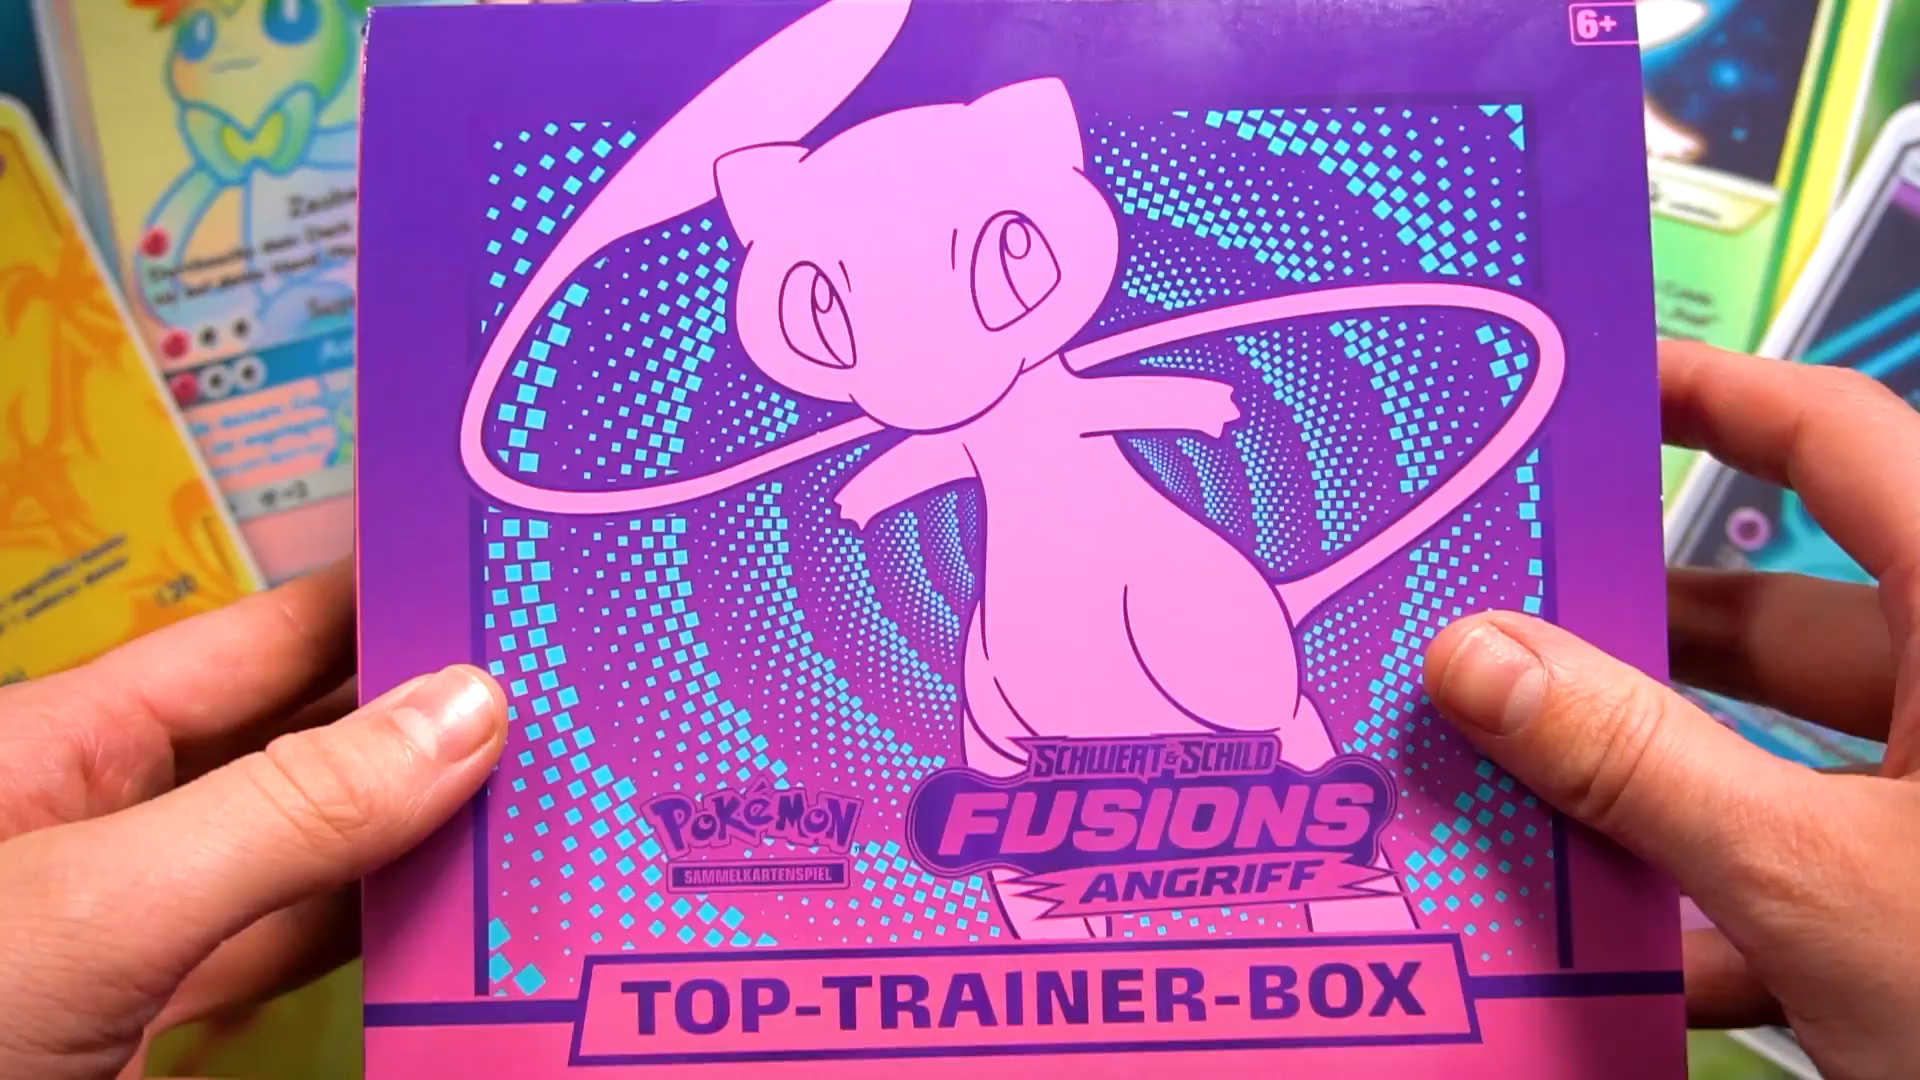 6+
SCHWERT & SCHILD
POKÉMON
FUSIONS
SAMMELKARTENSPIEL
ANGRIFF
TOP-TRAINER-BOX